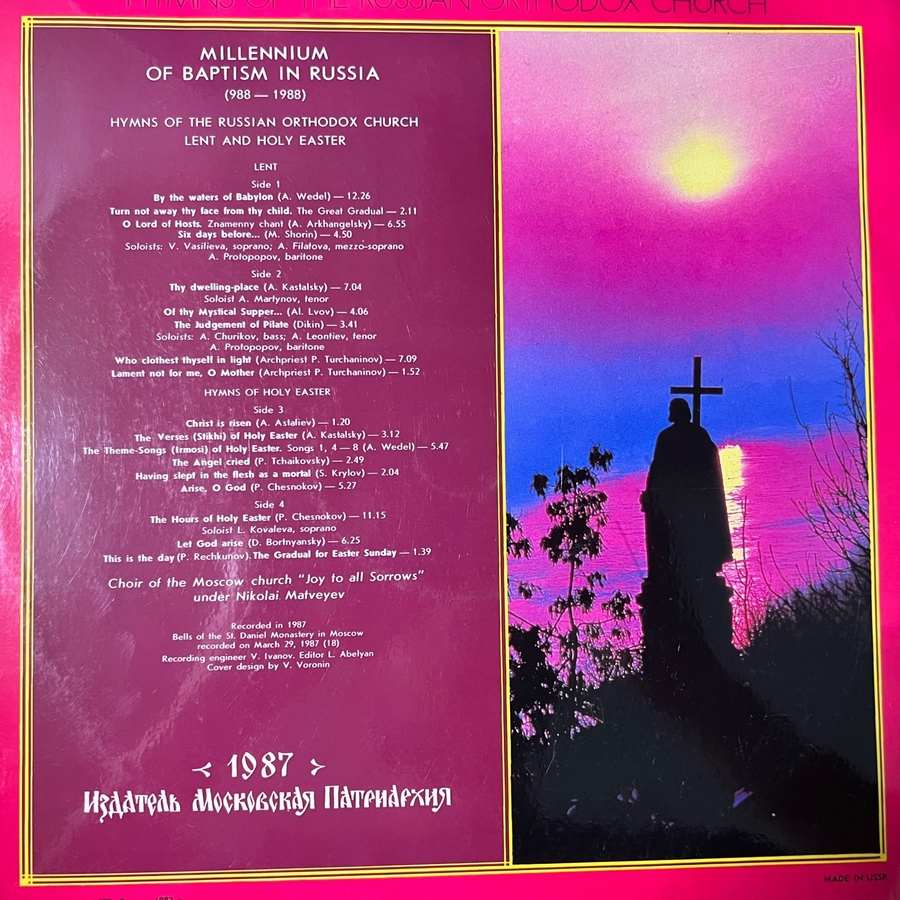 HYMNS OF THE RUSSIAN ORTHODOX CHURCH
MILLENNIUM
OF BAPTISM IN RUSSIA
(988 — 1988)
HYMNS OF THE RUSSIAN ORTHODOX CHURCH
LENT AND HOLY EASTER
LENT
Side 1
By the waters of Babylon (A. Wedel) — 12.26
Turn not away thy face from thy child. The Great Gradual — 2.11
O Lord of Hosts. Znamenny chant (A. Arkhangelsky) — 6.55
Six days before... (M. Shorin) — 4.50
Soloists: V. Vasilieva, soprano; A. Filatova, mezzo-soprano
A. Protopopov, baritone
Side 2
Thy dwelling-place (A. Kastalsky) — 7.04
Soloist A. Martynov, tenor
Of thy Mystical Supper... (Al. Lvov) — 4.06
The Judgement of Pilate (Dikin) — 3.41
Soloists: A. Churikov, bass; A. Leontiev, tenor
A. Protopopov, baritone
Who clothest thyself in light (Archpriest P. Turchaninov) — 7.09
Lament not for me, O Mother (Archpriest P. Turchaninov) — 1.52
HYMNS OF HOLY EASTER
Side 3
Christ is risen (A. Astafiev) — 1.20
The Verses (Stikhi) of Holy Easter (A. Kastalsky) — 3.12
The Theme-Songs (Irmosi) of Holy Easter. Songs 1, 4 — 8 (A. Wedel) — 5.47
The Angel cried (P. Tchaikovsky) — 2.49
Having slept in the flesh as a mortal (S. Krylov) — 2.04
Arise, O God (P. Chesnokov) — 5.27
Side 4
The Hours of Holy Easter (P. Chesnokov) — 11.15
Soloist L. Kovaleva, soprano
Let God arise (D. Bortnyansky) — 6.25
This is the day (P. Rechkunov). The Gradual for Easter Sunday — 1.39
Choir of the Moscow church "Joy to all Sorrows"
under Nikolai Matveyev
Recorded in 1987
Bells of the St. Daniel Monastery in Moscow
recorded on March 29, 1987 (18)
Recording engineer V. Ivanov. Editor L. Abelyan
Cover design by V. Voronin
1987
Издатель Московская Патриархия
MADE IN USSR